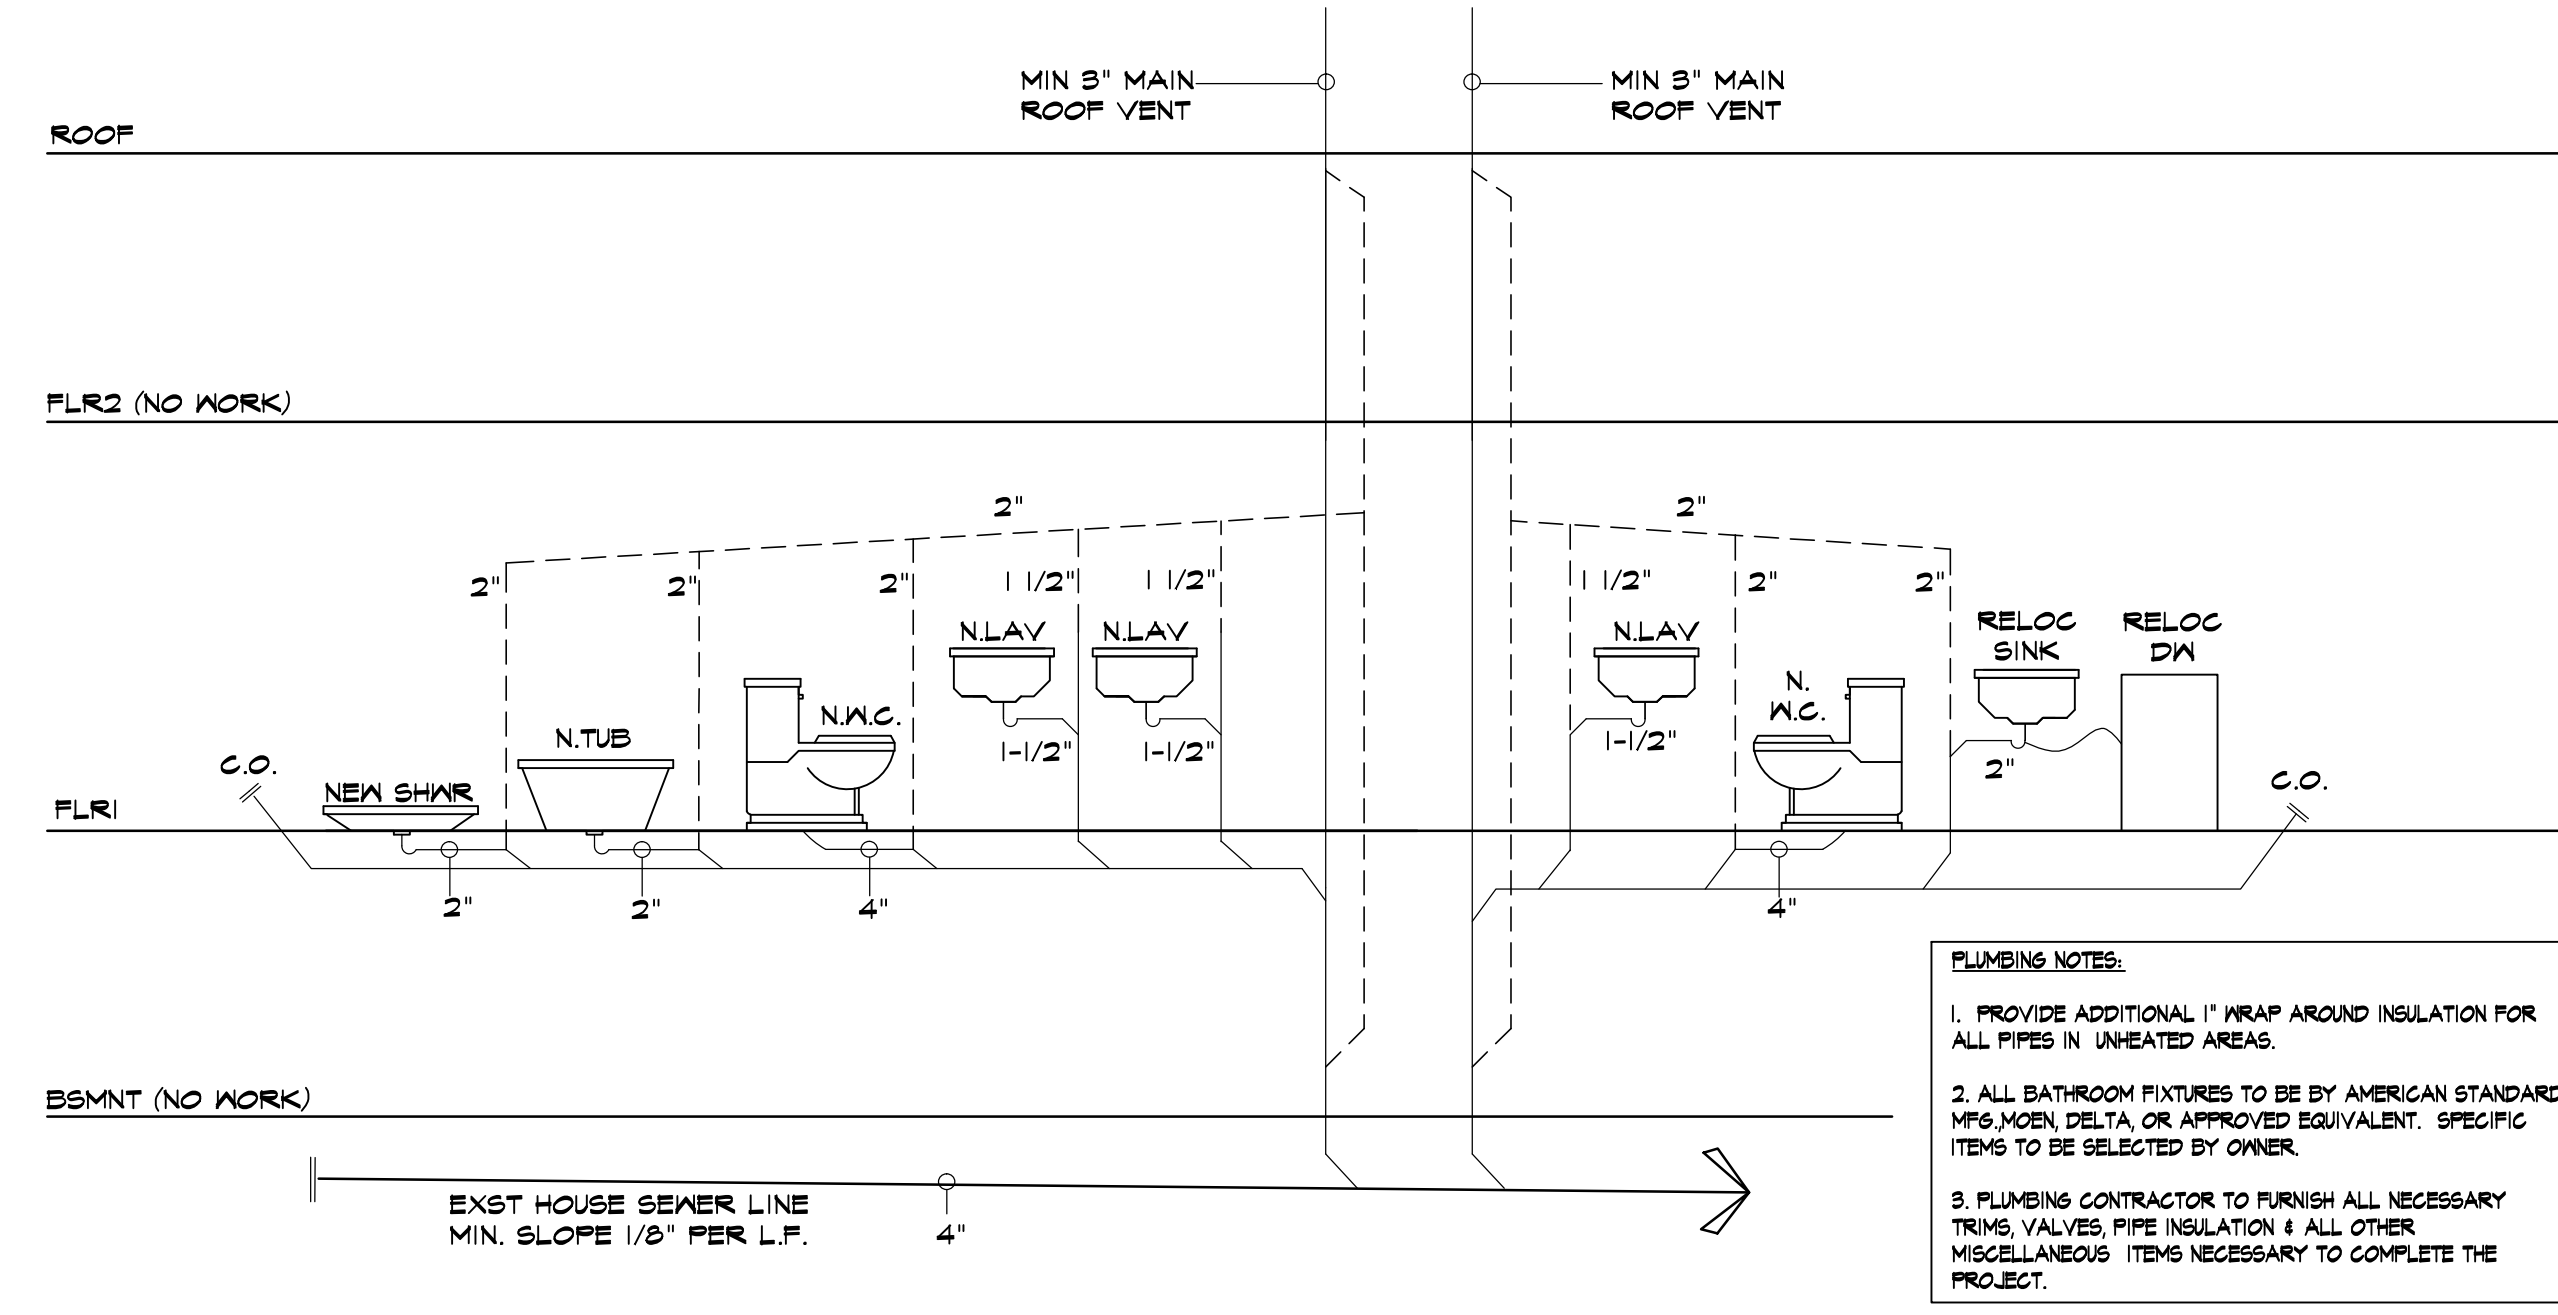 MIN 3" MAIN
ROOF VENT
MIN 3" MAIN
ROOF VENT
ROOF
FLR2 (NO WORK)
2"
2"
2"
2"
2"
1 1/2"
1 1/2"
1 1/2"
2"
2"
N.LAV
N.LAV
N.LAV
RELOC
SINK
RELOC
DW
N.
W.C.
N.W.C.
N.TUB
1-1/2"
1-1/2"
1-1/2"
2"
C.O.
C.O.
NEW SHWR
FLR1
2"
2"
4"
4"
PLUMBING NOTES:
1. PROVIDE ADDITIONAL 1" WRAP AROUND INSULATION FOR
ALL PIPES IN UNHEATED AREAS.
2. ALL BATHROOM FIXTURES TO BE BY AMERICAN STANDARD
MFG.,MOEN, DELTA, OR APPROVED EQUIVALENT. SPECIFIC
ITEMS TO BE SELECTED BY OWNER.
3. PLUMBING CONTRACTOR TO FURNISH ALL NECESSARY
TRIMS, VALVES, PIPE INSULATION & ALL OTHER
MISCELLANEOUS ITEMS NECESSARY TO COMPLETE THE
PROJECT.
BSMNT (NO WORK)
EXST HOUSE SEWER LINE
MIN. SLOPE 1/8" PER L.F.
4"